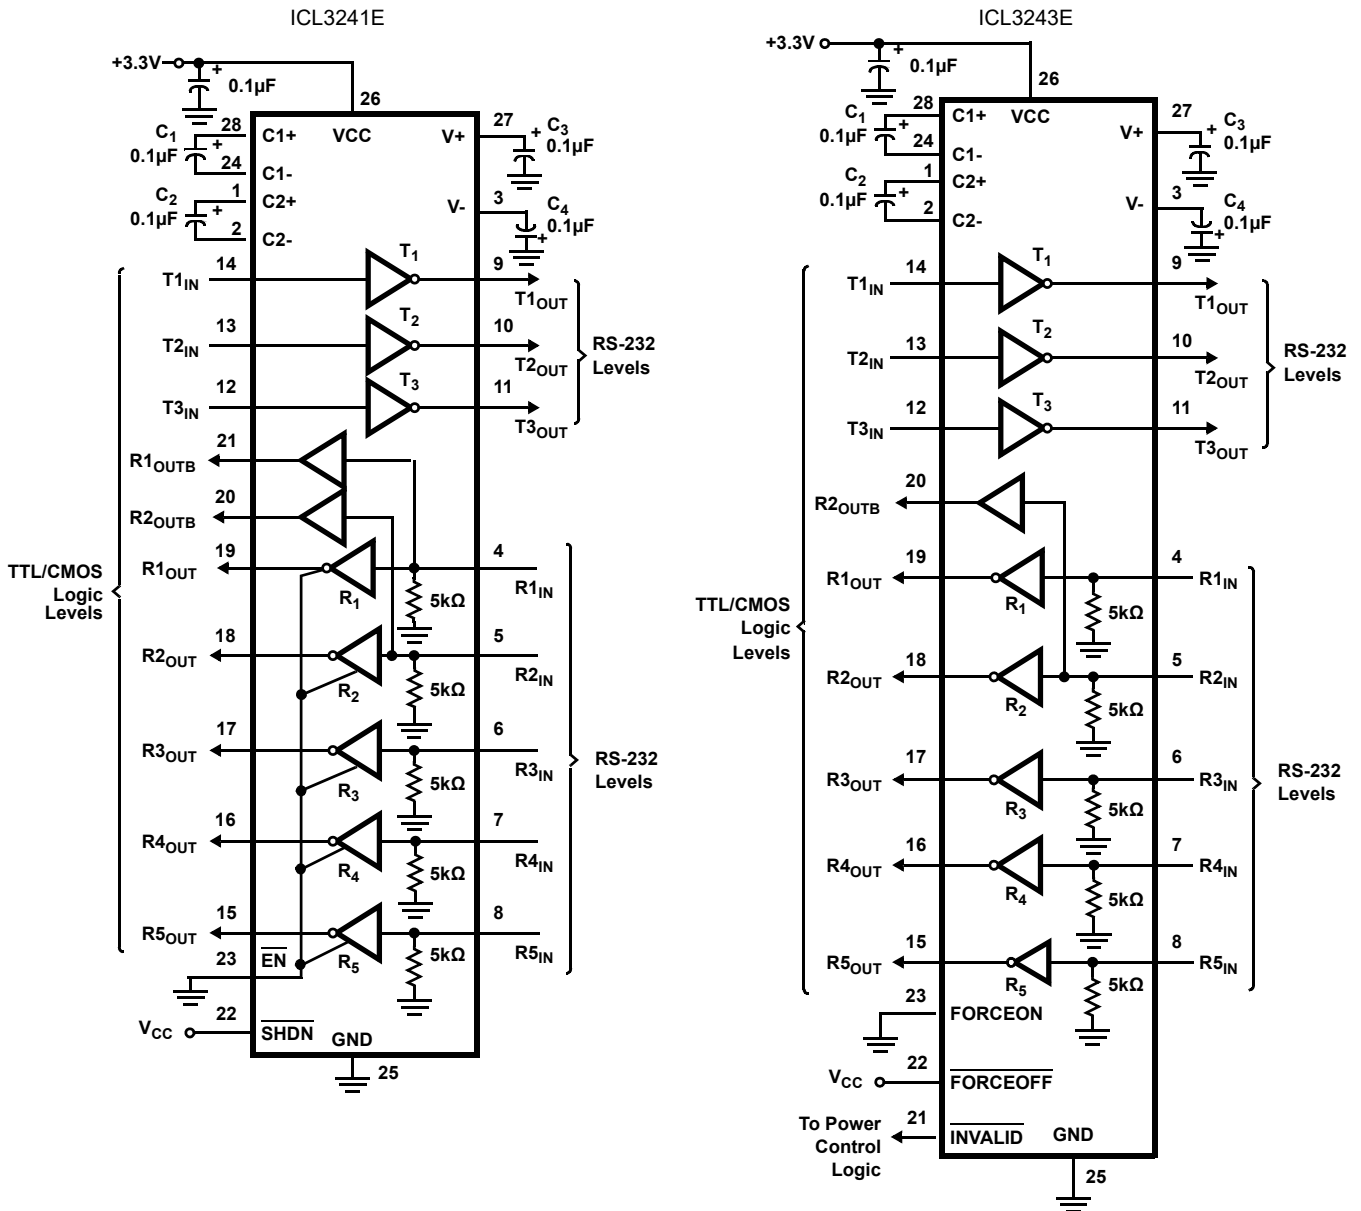 ICL3241E
+3.3V
0.1µF
26
28
C1+
VCC
27
V+
C3
0.1µF
C1
0.1µF
24
C1-
C2
0.1µF
1
C2+
2
C2-
3
V-
C4
0.1µF
14
T1IN
T1
9
T1OUT
13
T2IN
T2
10
T2OUT
12
T3IN
T3
11
T3OUT
RS-232
Levels
21
R1OUTB
20
R2OUTB
19
R1OUT
R1
4
R1IN
5kΩ
18
R2OUT
R2
5
R2IN
5kΩ
17
R3OUT
R3
6
R3IN
5kΩ
16
R4OUT
R4
7
R4IN
5kΩ
15
R5OUT
R5
8
R5IN
5kΩ
TTL/CMOS
Logic
Levels
RS-232
Levels
23
EN
VCC
22
SHDN
GND
25
ICL3243E
+3.3V
0.1µF
26
28
C1+
VCC
27
V+
C3
0.1µF
C1
0.1µF
24
C1-
C2
0.1µF
1
C2+
2
C2-
3
V-
C4
0.1µF
14
T1IN
T1
9
T1OUT
13
T2IN
T2
10
T2OUT
12
T3IN
T3
11
T3OUT
RS-232
Levels
20
R2OUTB
19
R1OUT
R1
4
R1IN
5kΩ
18
R2OUT
R2
5
R2IN
5kΩ
17
R3OUT
R3
6
R3IN
5kΩ
16
R4OUT
R4
7
R4IN
5kΩ
15
R5OUT
R5
8
R5IN
5kΩ
TTL/CMOS
Logic
Levels
RS-232
Levels
23
FORCEON
VCC
22
FORCEOFF
To Power
Control
Logic
21
INVALID
GND
25
+
+
+
+
+
+
+
+
+
+